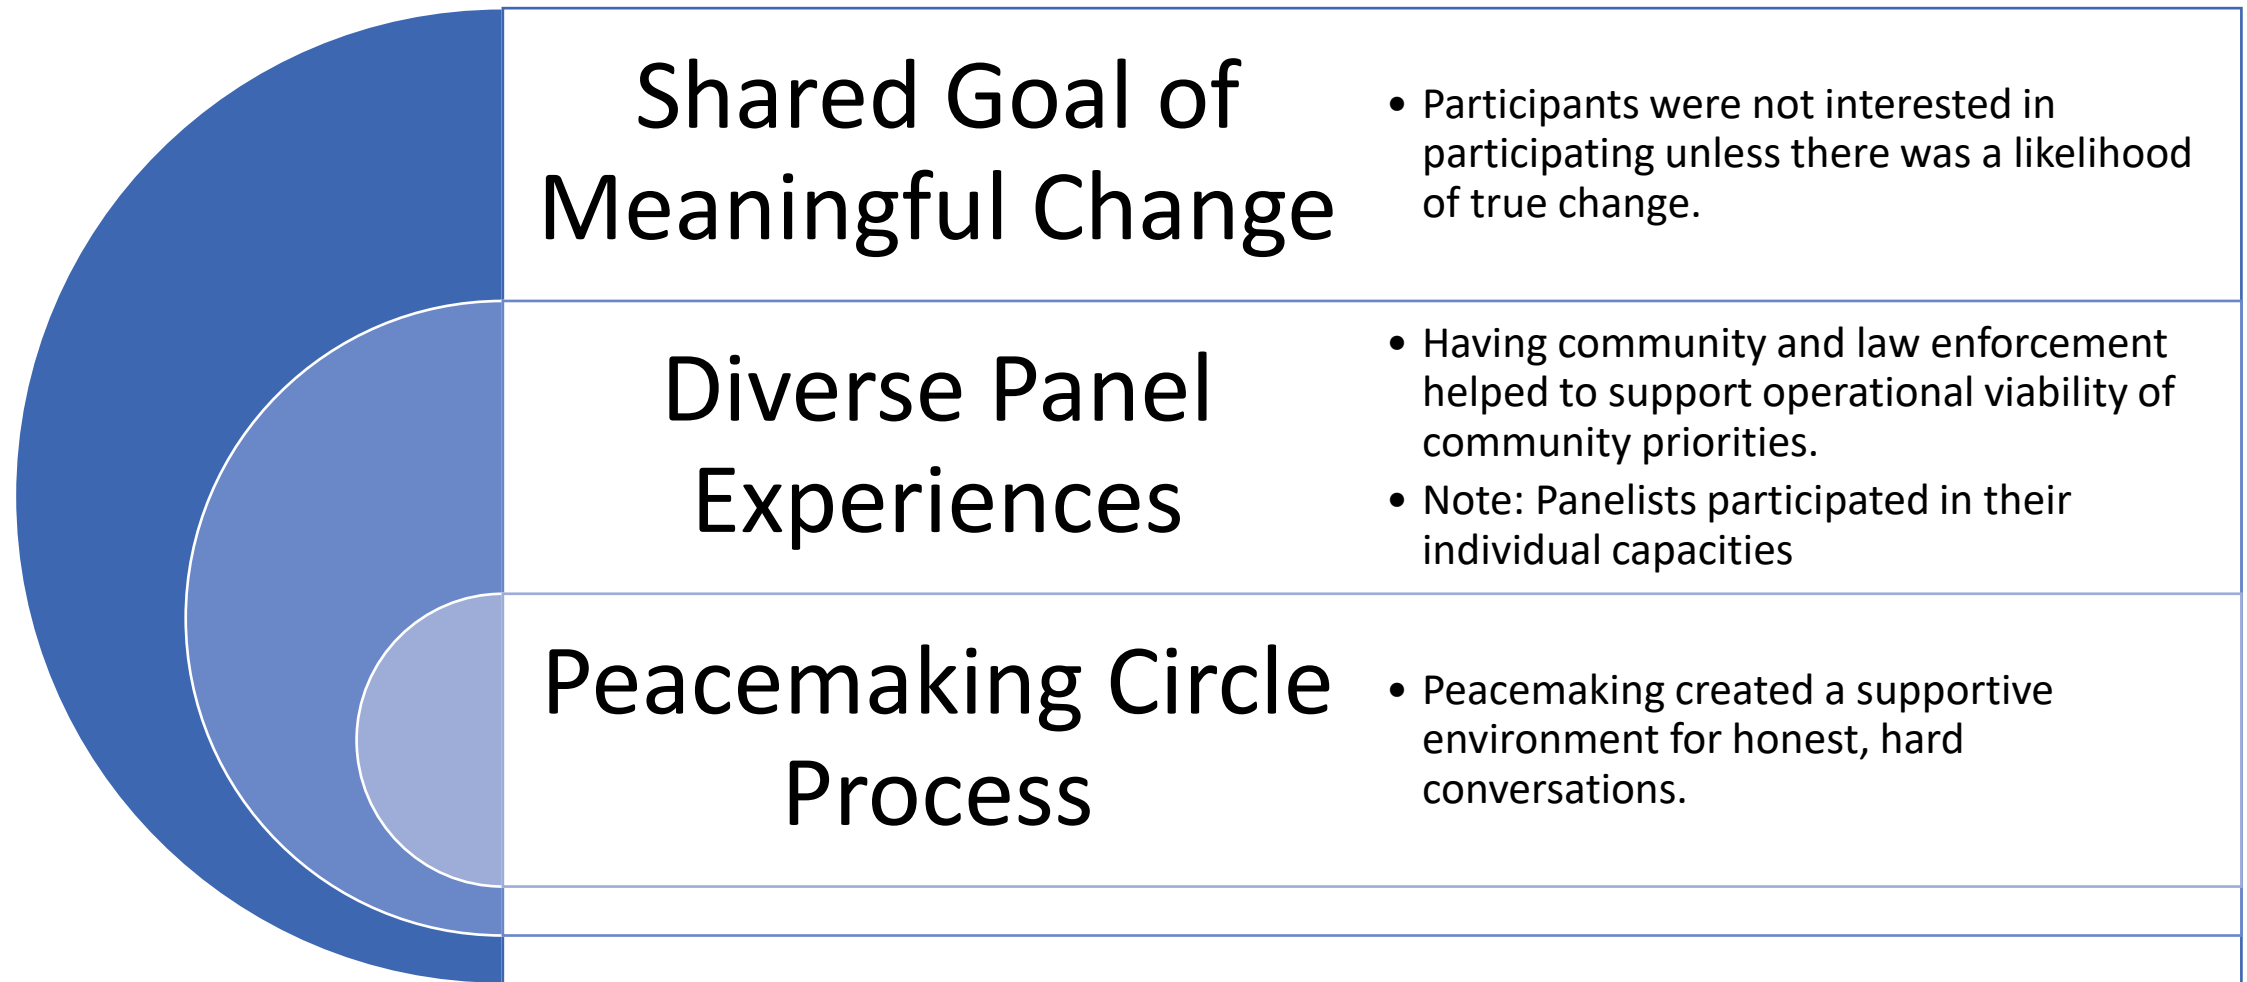 Shared Goal of
Meaningful Change
• Participants were not interested in
participating unless there was a likelihood
of true change.
Diverse Panel
Experiences
• Having community and law enforcement
helped to support operational viability of
community priorities.
• Note: Panelists participated in their
individual capacities
Peacemaking Circle
Process
• Peacemaking created a supportive
environment for honest, hard
conversations.